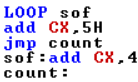 LOOP sof
add CX,5H
jmp count
sof:add CX,4
count: